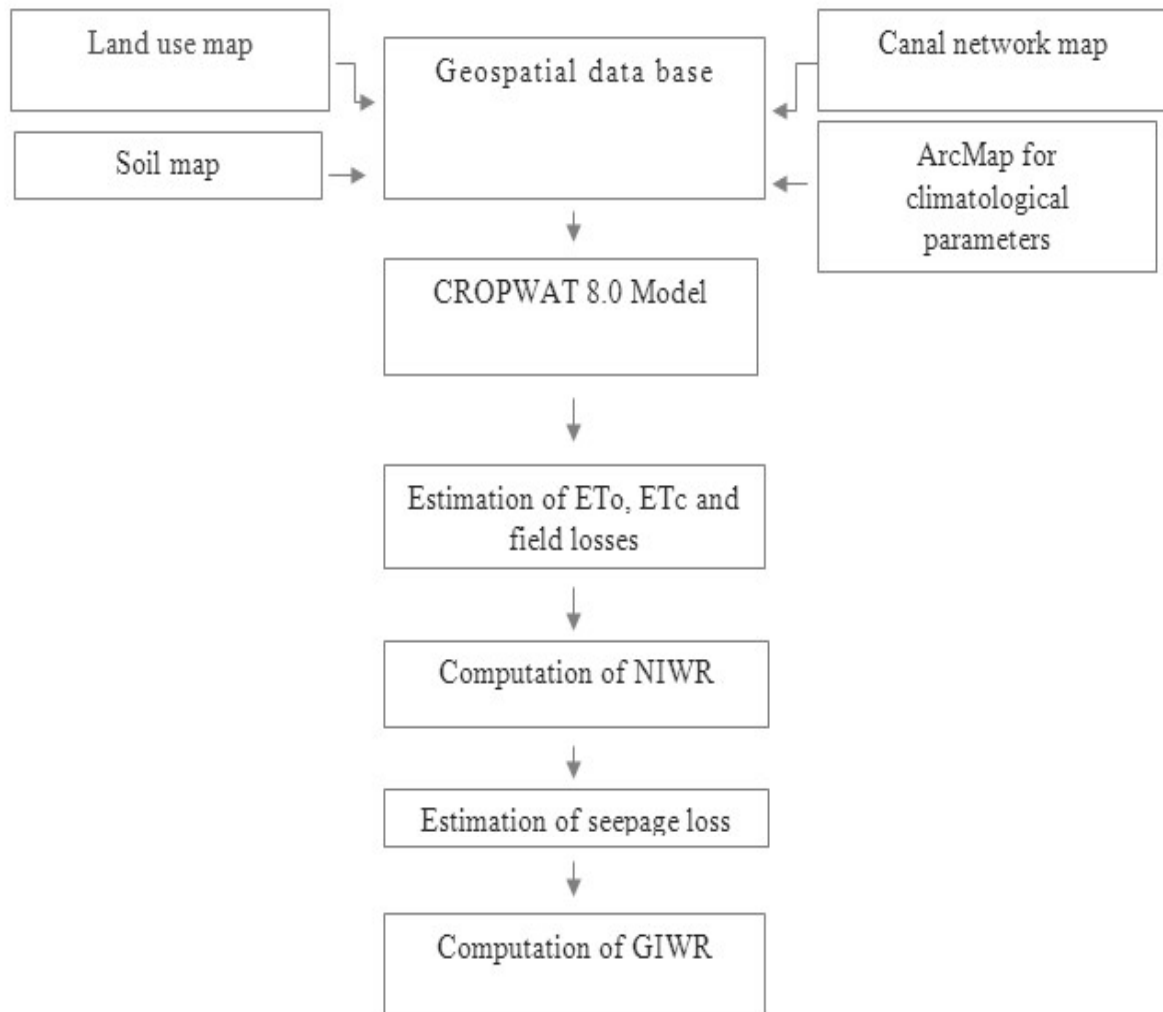 Land use map
Geospatial data base
Canal network map
Soil map
ArcMap for
climatological
parameters
CROPWAT 8.0 Model
Estimation of ETo, ETc and
field losses
Computation of NIWR
Estimation of seepage loss
Computation of GIWR